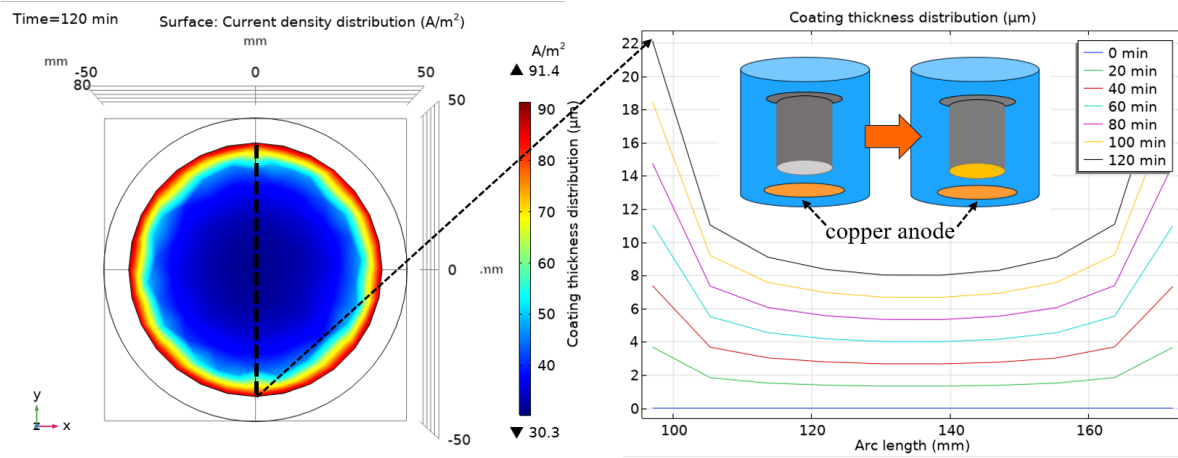 Time=120 min
Surface: Current density distribution (A/m²)
mm
mm
-50
0
50
80
50
0
.nm
-50
y
z
x
A/m²
▲ 91.4
90
80
70
60
50
40
▼ 30.3
Coating thickness distribution (μm)
Coating thickness distribution (μm)
22
20
18
16
14
12
10
8
6
4
2
0
100
120
140
160
Arc length (mm)
0 min
20 min
40 min
60 min
80 min
100 min
120 min
copper anode